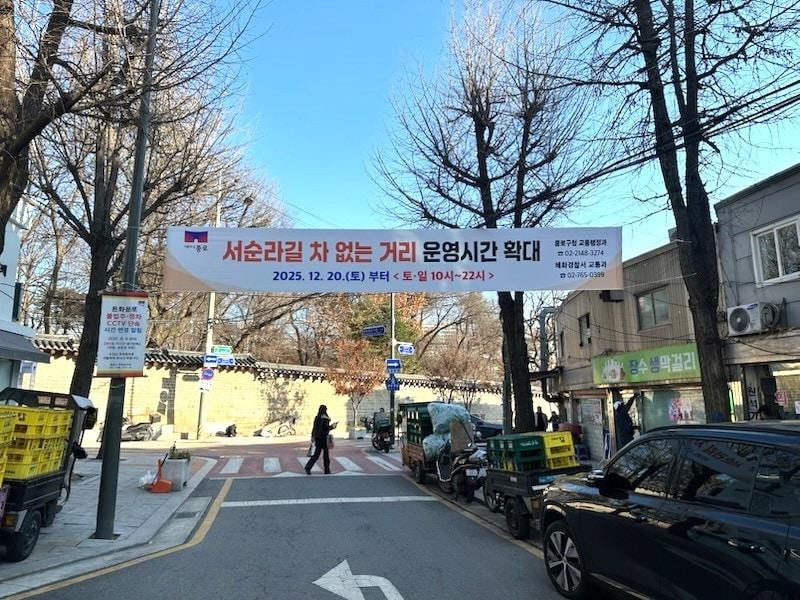 종로
서순라길 차 없는 거리 운영시간 확대
2025. 12. 20.(토) 부터 < 토·일 10시~22시 >
종로구청 교통행정과
☎ 02-2148-3274
혜화경찰서 교통과
☎ 02-765-0399
돈화문로
불법주·정차
CCTV 단속
시간 변경 알림
장수생막걸리